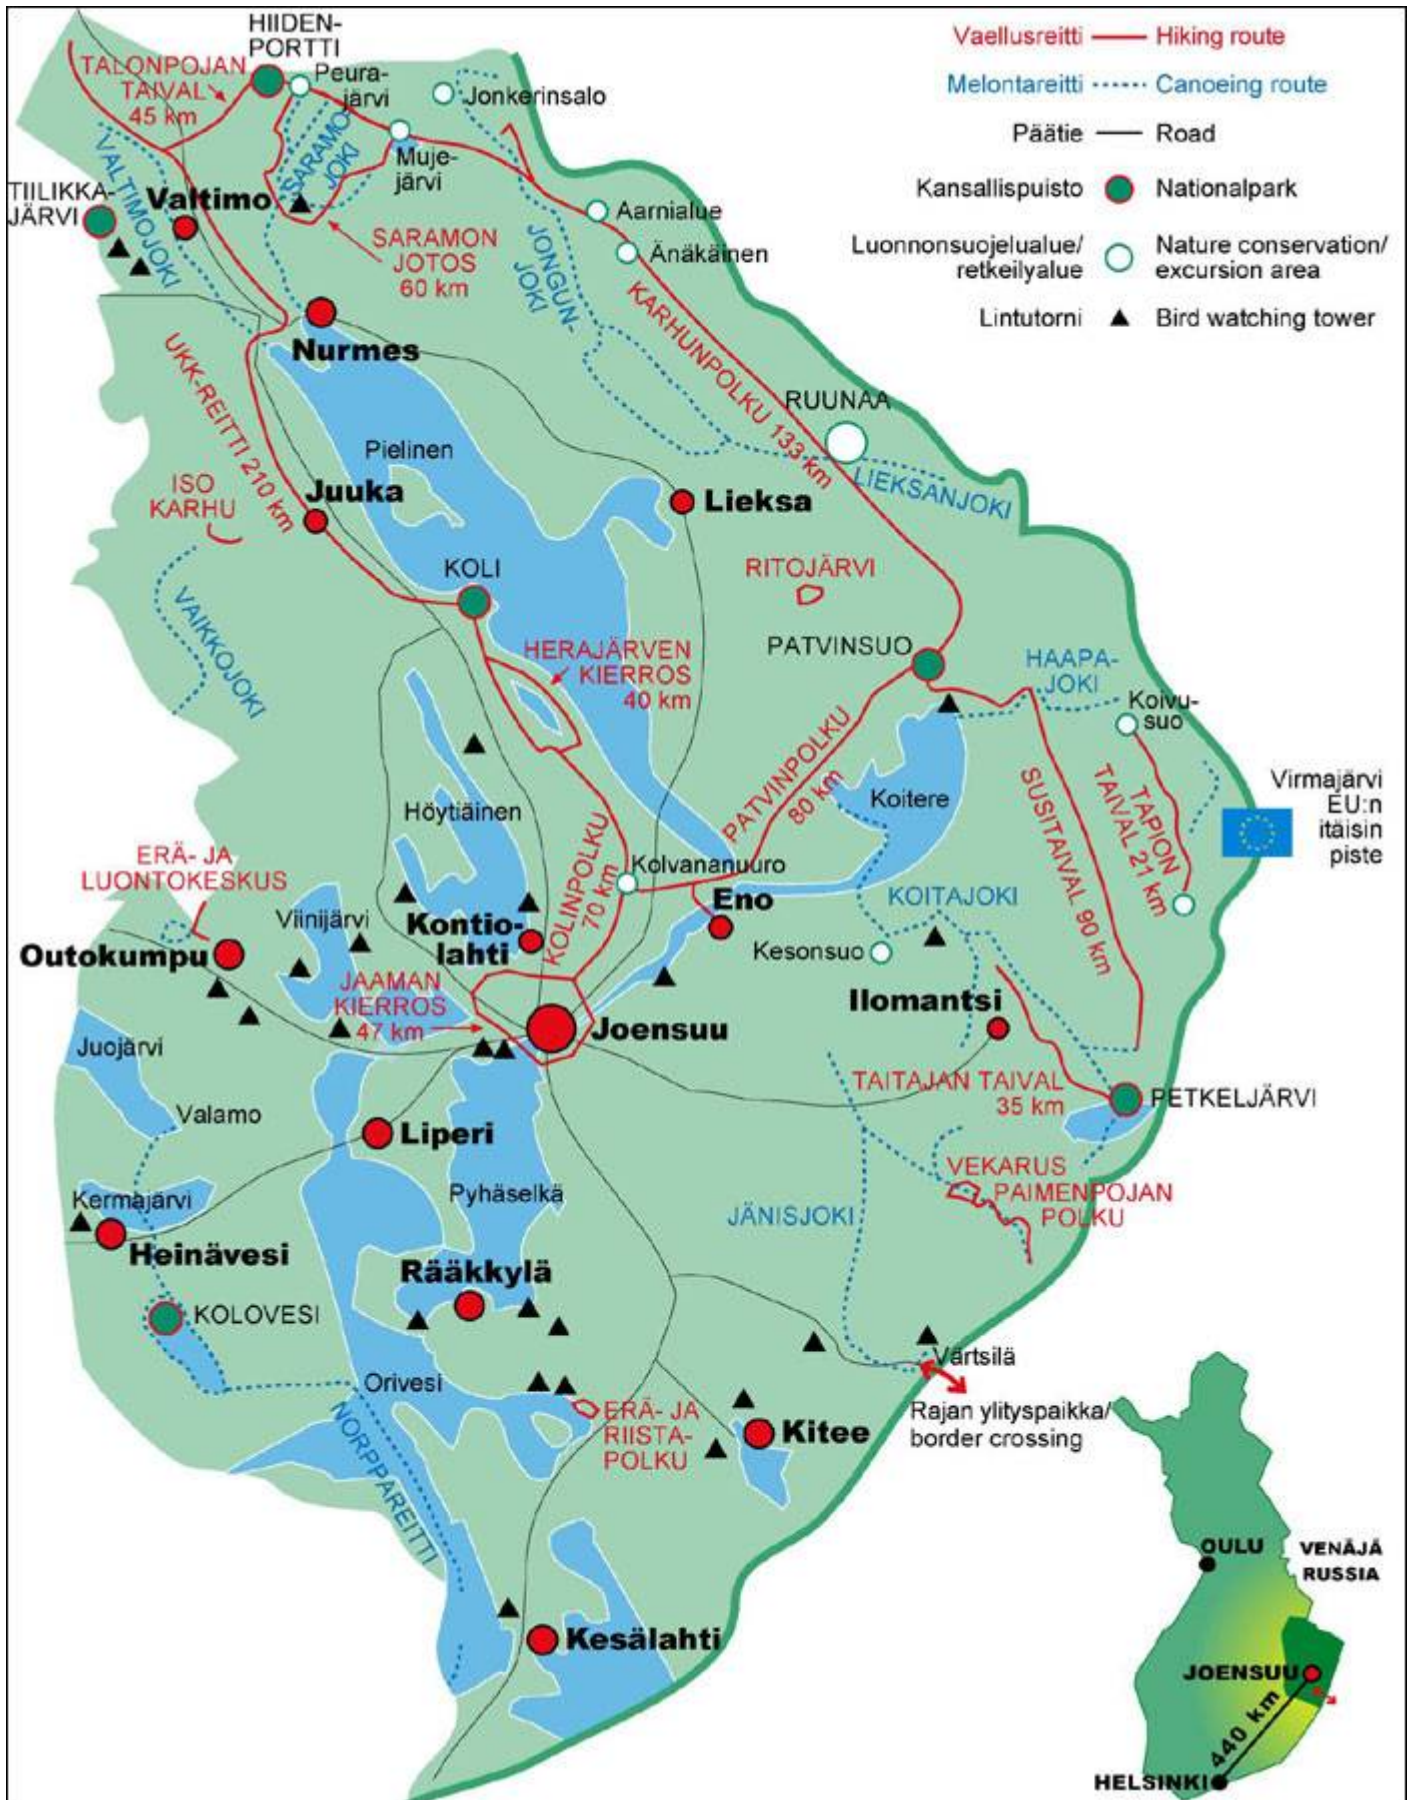 HIIDEN-
PORTTI
TALONPOJAN
TAIVAL
45 km
Peura-
järvi
Jonkerinsalo
Vaellusreitti
Hiking route
Melontareitti
Canoeing route
Päätie
Road
Kansallispuisto
Nationalpark
Luonnonsuojelualue/
retkeilyalue
Nature conservation/
excursion area
Lintutorni
Bird watching tower
VALTIMOJOKI
SARAMO-
JOKI
Muje-
järvi
TIILIKKA-
JÄRVI
Valtimo
SARAMON
JOTOS
60 km
JONGUN-
JOKI
Aarnialue
Änäkäinen
Nurmes
KARHUNPOLKU 133 km
UKK-REITTI 210 km
RUUNAA
Pielinen
LIEKSANJOKI
ISO
KARHU
Juuka
Lieksa
KOLI
RITOJÄRVI
VAIKKOJOKI
HERAJÄRVEN
KIERROS
40 km
PATVINSUO
HAAPA-
JOKI
Koivu-
suo
PATVINPOLKU
80 km
SUSITAIVAL 90 km
TAPION
TAIVAL 21 km
Virmajärvi
EU:n
itäisin
piste
Koitere
Höytiäinen
KOLINPOLKU
70 km
Kolvananuuro
ERÄ- JA
LUONTOKESKUS
Viinijärvi
Eno
KOITAJOKI
Kontio-
lahti
Kesonsuo
Outokumpu
JAAMAN
KIERROS
47 km
Ilomantsi
Joensuu
Juojärvi
TAITAJAN TAIVAL
35 km
PETKELJÄRVI
Valamo
Liperi
VEKARUS
PAIMENPOJAN
POLKU
Kermajärvi
Pyhäselkä
JÄNISJOKI
Heinävesi
Rääkkylä
KOLOVESI
Värtsilä
Orivesi
Rajan ylityspaikka/
border crossing
NORPPAREITTI
ERÄ- JA
RIISTA-
POLKU
Kitee
OULU
VENÄJÄ
RUSSIA
Kesälahti
JOENSUU
440 km
HELSINKI